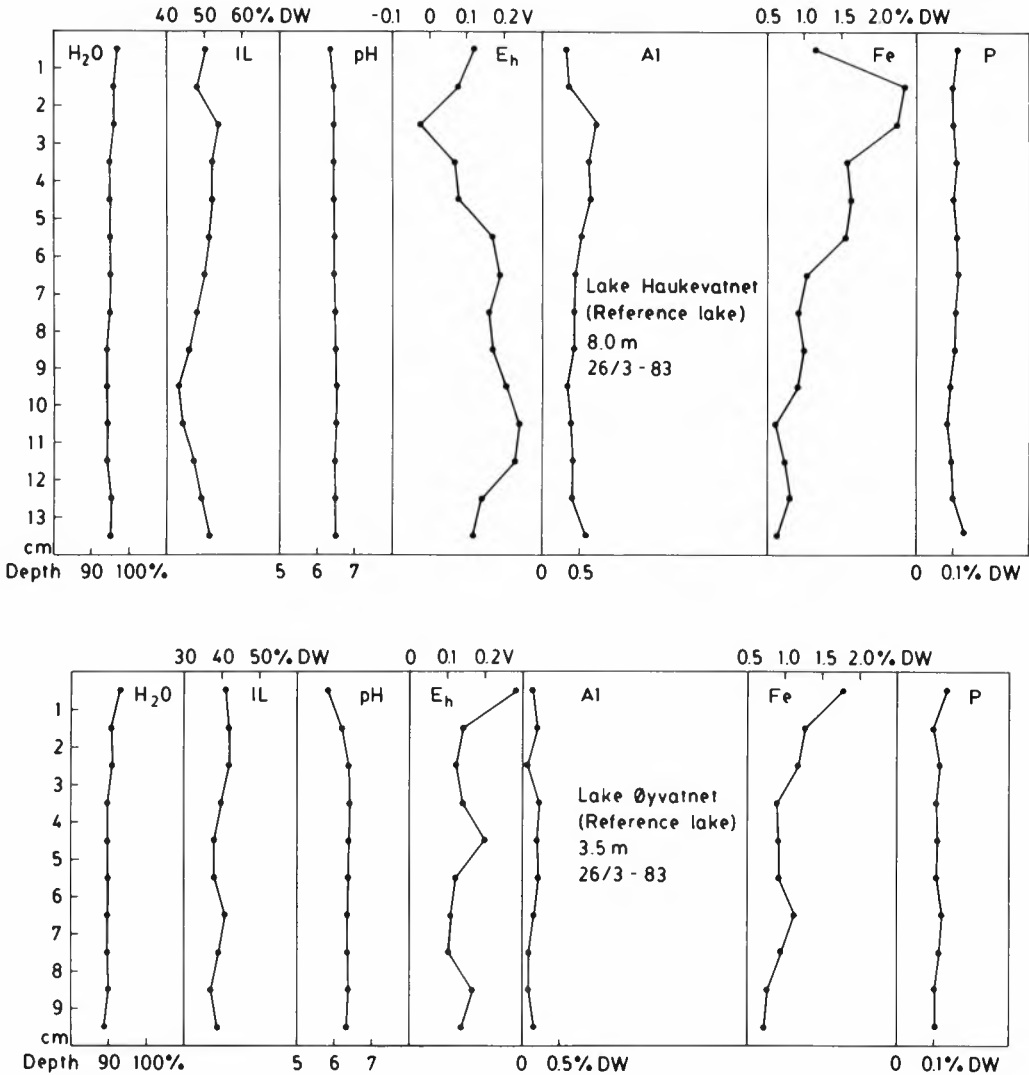 40 50 60% DW -0.1 0 0.1 0.2 V 0.5 1.0 1.5 2.0% DW
H2O IL pH Eh Al Fe P
1
2
3
4
5
6
7
8
9
10
11
12
13
cm
Lake Haukevatnet
(Reference lake)
8.0 m
26/3 - 83
Depth 90 100% 5 6 7 0 0.5 0 0.1% DW
30 40 50% DW 0 0.1 0.2 V 0.5 1.0 1.5 2.0% DW
H2O IL pH Eh Al Fe P
1
2
3
4
5
6
7
8
9
cm
Lake Øyvatnet
(Reference lake)
3.5 m
26/3 - 83
Depth 90 100% 5 6 7 0 0.5% DW 0 0.1% DW